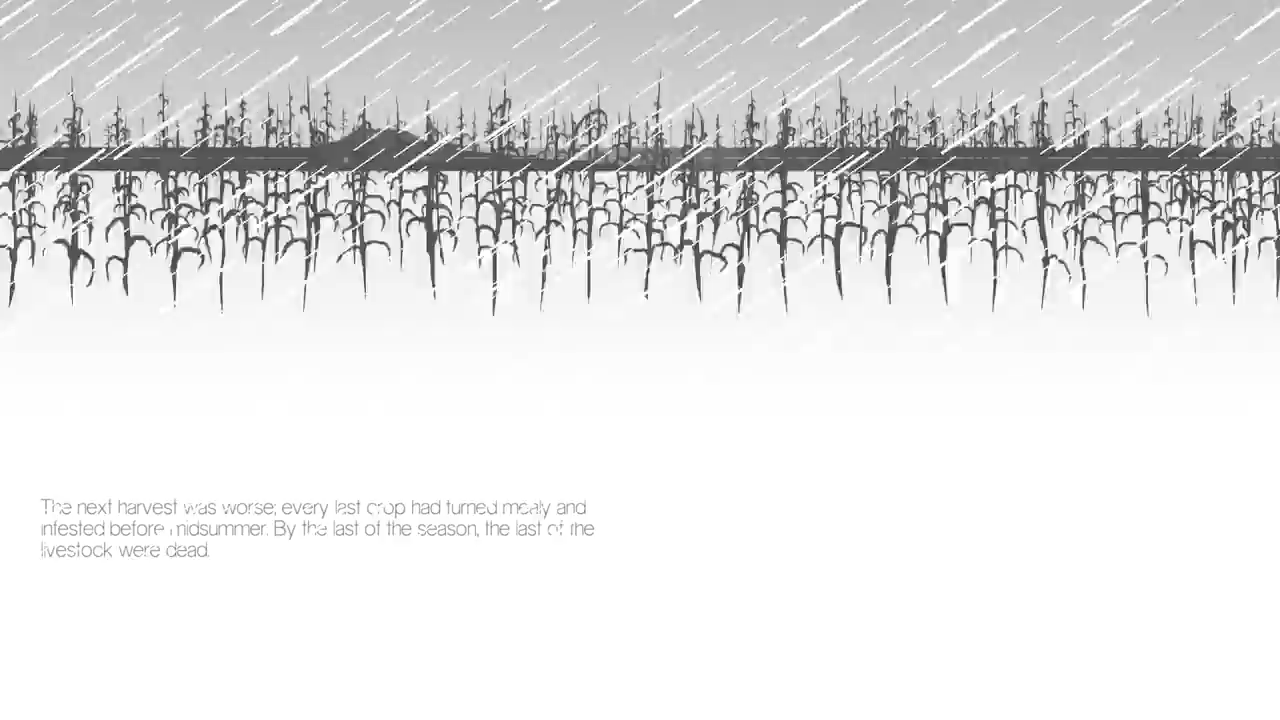 The next harvest was worse; every last crop had turned mealy and
infested before midsummer. By the last of the season, the last of the
livestock were dead.